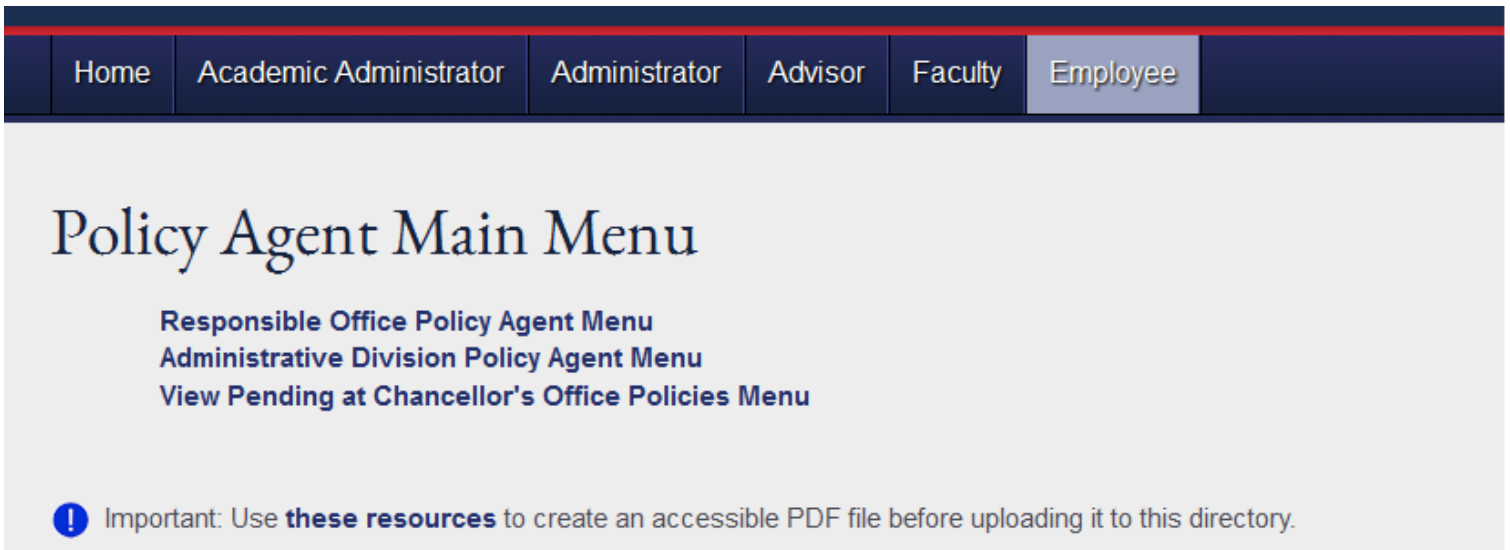 Home Academic Administrator Administrator Advisor Faculty Employee
Policy Agent Main Menu
Responsible Office Policy Agent Menu
Administrative Division Policy Agent Menu
View Pending at Chancellor's Office Policies Menu
! Important: Use these resources to create an accessible PDF file before uploading it to this directory.